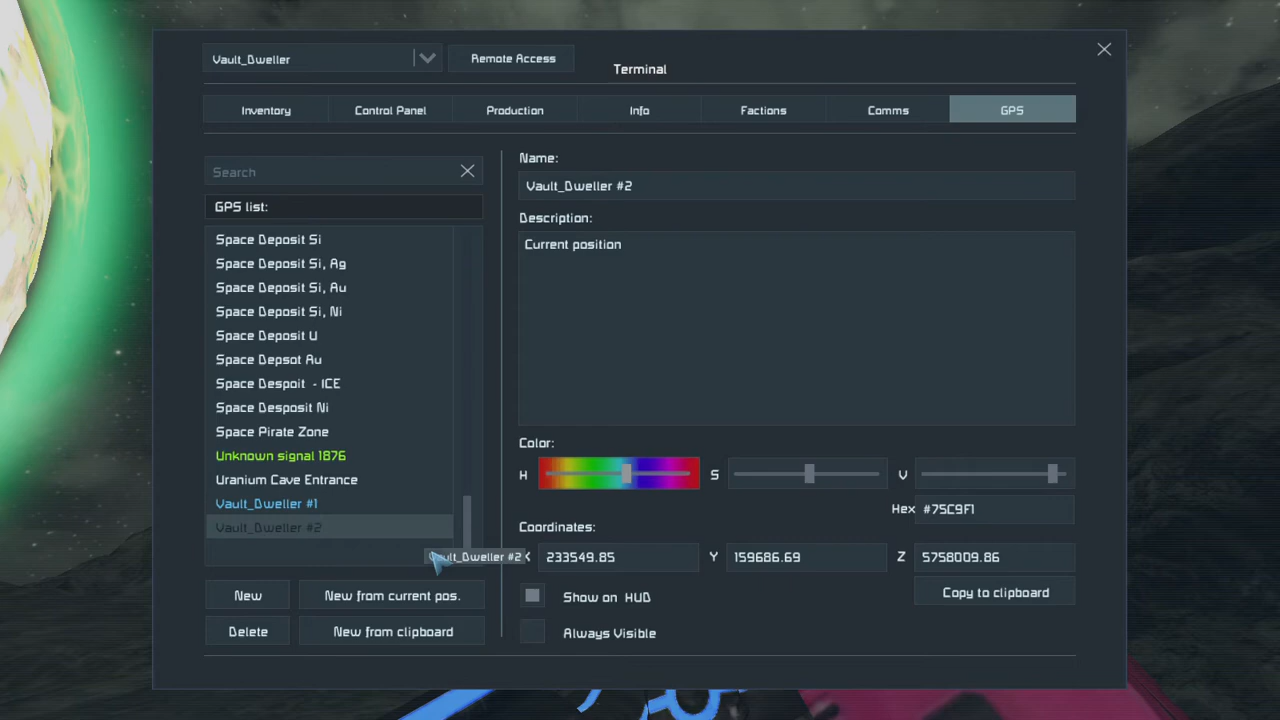 Vault_Dweller
Remote Access
Terminal
Inventory
Control Panel
Production
Info
Factions
Comms
GPS
Search
GPS list:
Space Deposit Si
Space Deposit Si, Ag
Space Deposit Si, Au
Space Deposit Si, Ni
Space Deposit U
Space Depsot Au
Space Despoit - ICE
Space Desposit Ni
Space Pirate Zone
Unknown signal 1876
Uranium Cave Entrance
Vault_Dweller #1
Vault_Dweller #2
Vault_Dweller #2
New
New from current pos.
Delete
New from clipboard
Name:
Vault_Dweller #2
Description:
Current position
Color:
H
S
V
Hex #75C9F1
Coordinates:
X 233549.85 Y 159686.69 Z 5758009.86
Show on HUD
Copy to clipboard
Always Visible